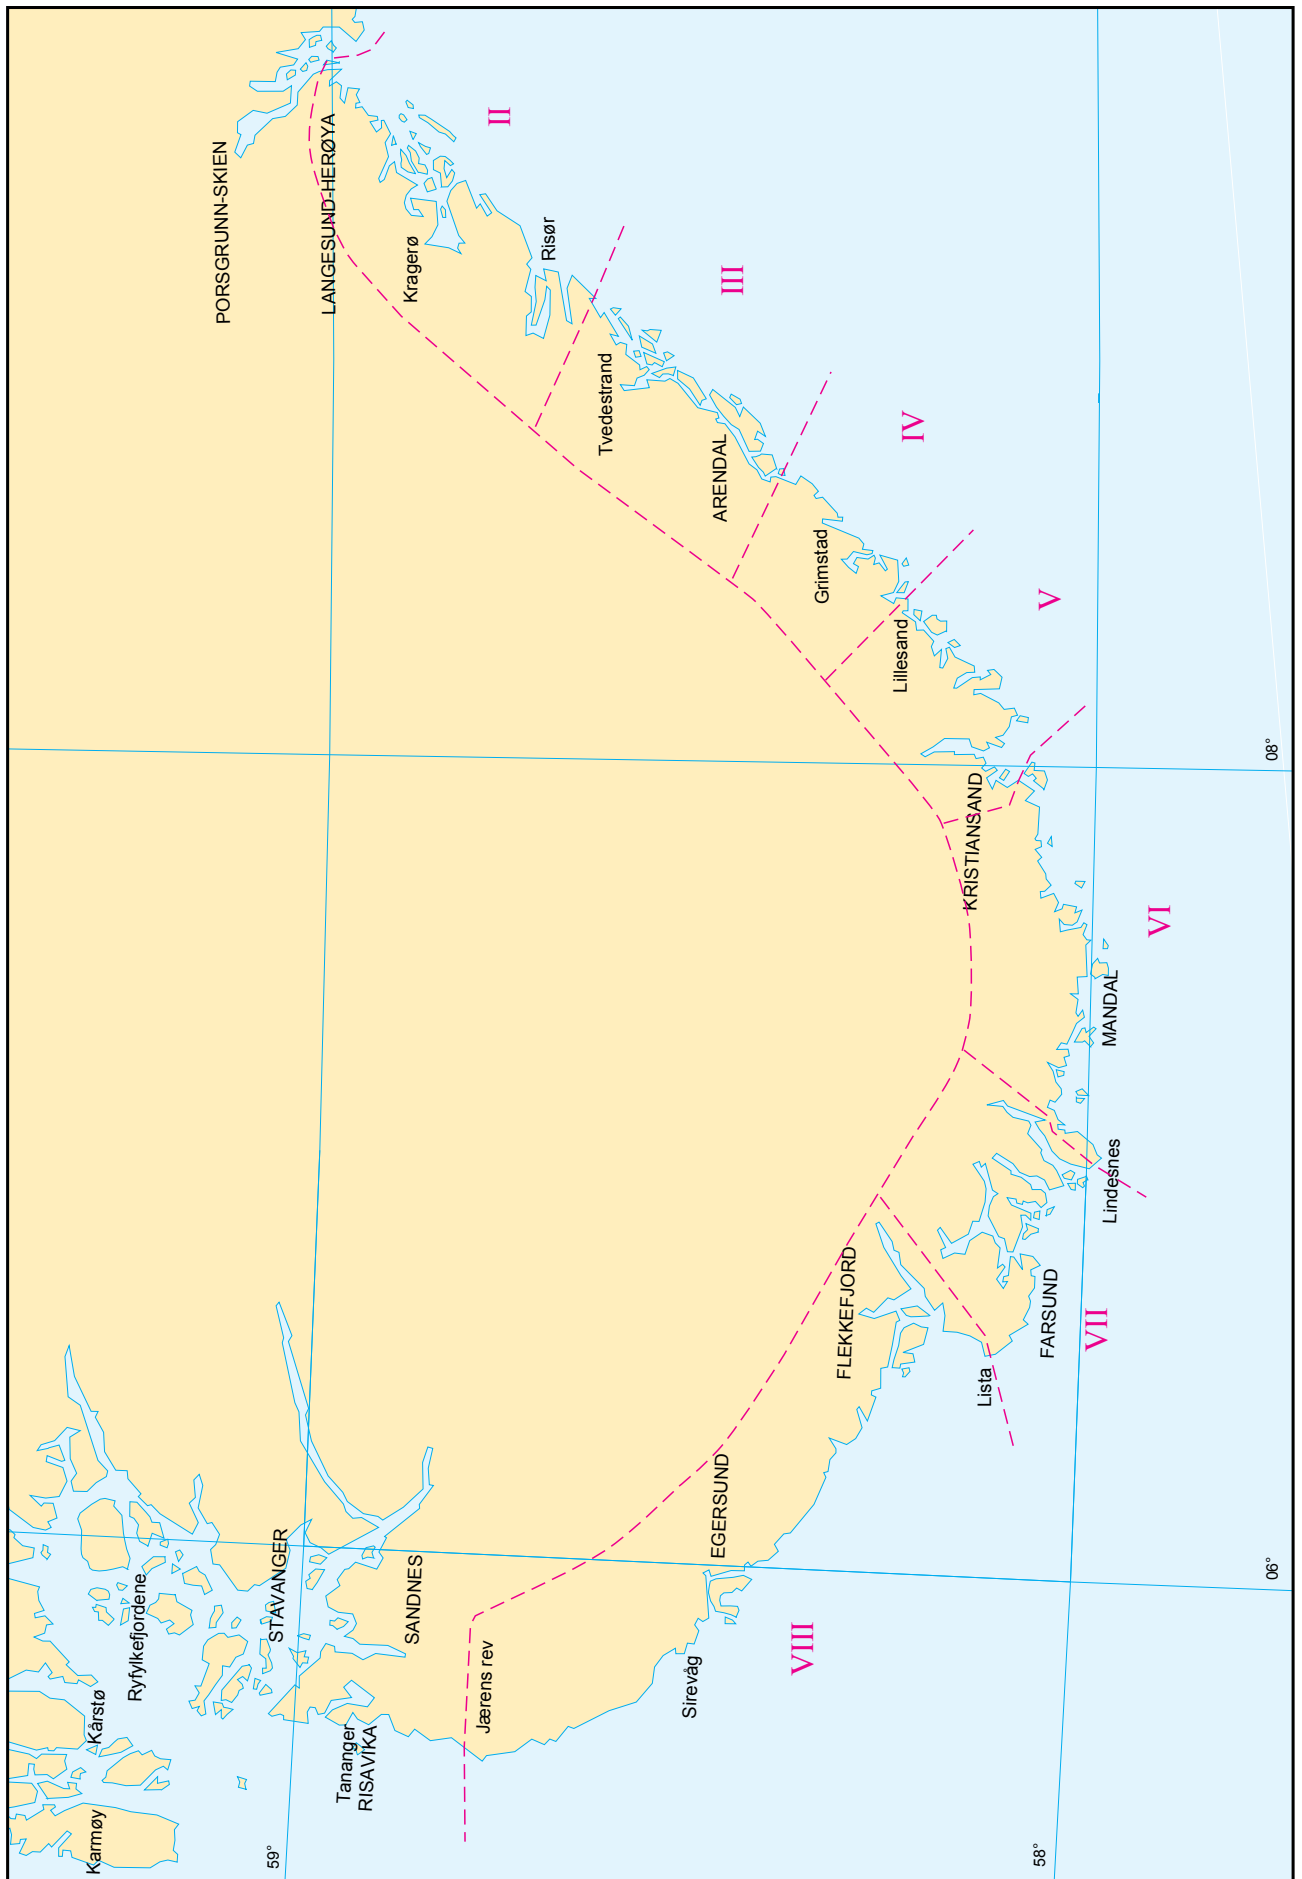 PORSGRUNN-SKIEN
LANGESUND-HERØYA
Kragerø
Risør
II
III
Tvedestrand
ARENDAL
IV
Grimstad
Lillesand
V
KRISTIANSAND
08°
VI
MANDAL
Lindesnes
FARSUND
VII
Lista
FLEKKEFJORD
EGERSUND
06°
VIII
Sirevåg
Jærens rev
SANDNES
STAVANGER
Ryfylkefjordene
Kårstø
Tananger
RISAVIKA
Karmøy
59°
58°